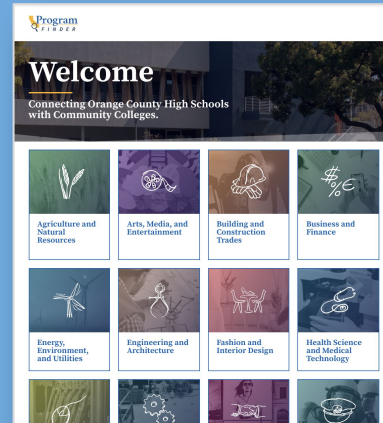 Program
FINDER
Welcome
Connecting Orange County High Schools
with Community Colleges.
Agriculture and
Natural
Resources
Arts, Media, and
Entertainment
Building and
Construction
Trades
Business and
Finance
$
%€
Energy,
Environment,
and Utilities
Engineering and
Architecture
Fashion and
Interior Design
Health Science
and Medical
Technology